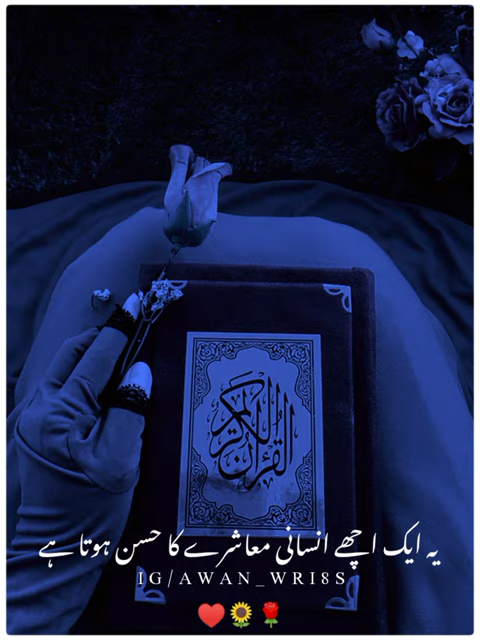 القرآن الكريم
یہ ایک اچھے انسانی معاشرے کا حسن ہوتا ہے
IG/AWAN_WRI8S
♥️🌻🌹